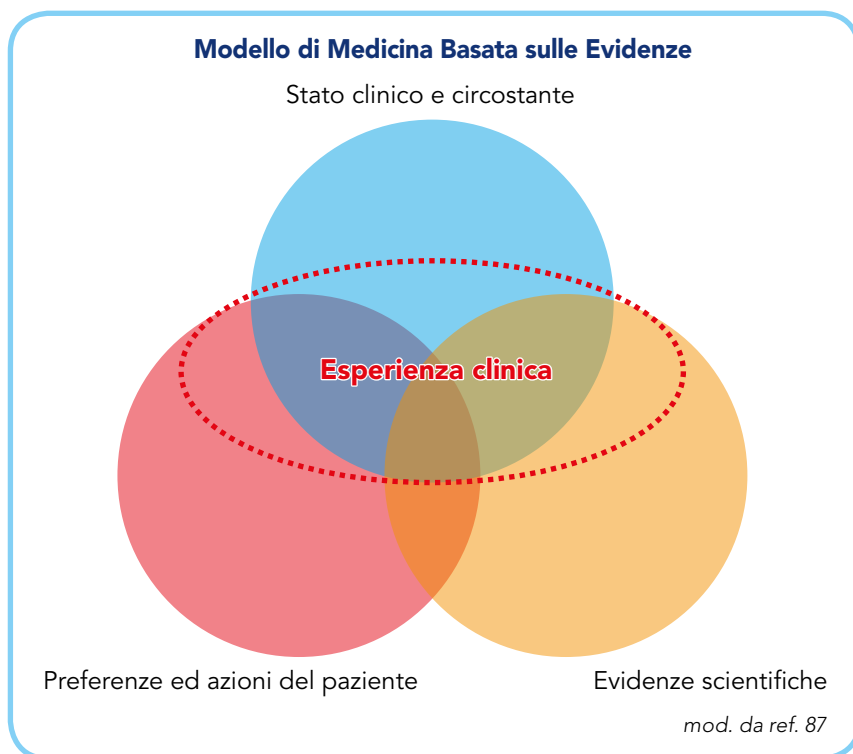 Modello di Medicina Basata sulle Evidenze
Stato clinico e circostante
Esperienza clinica
Preferenze ed azioni del paziente
Evidenze scientifiche
mod. da ref. 87